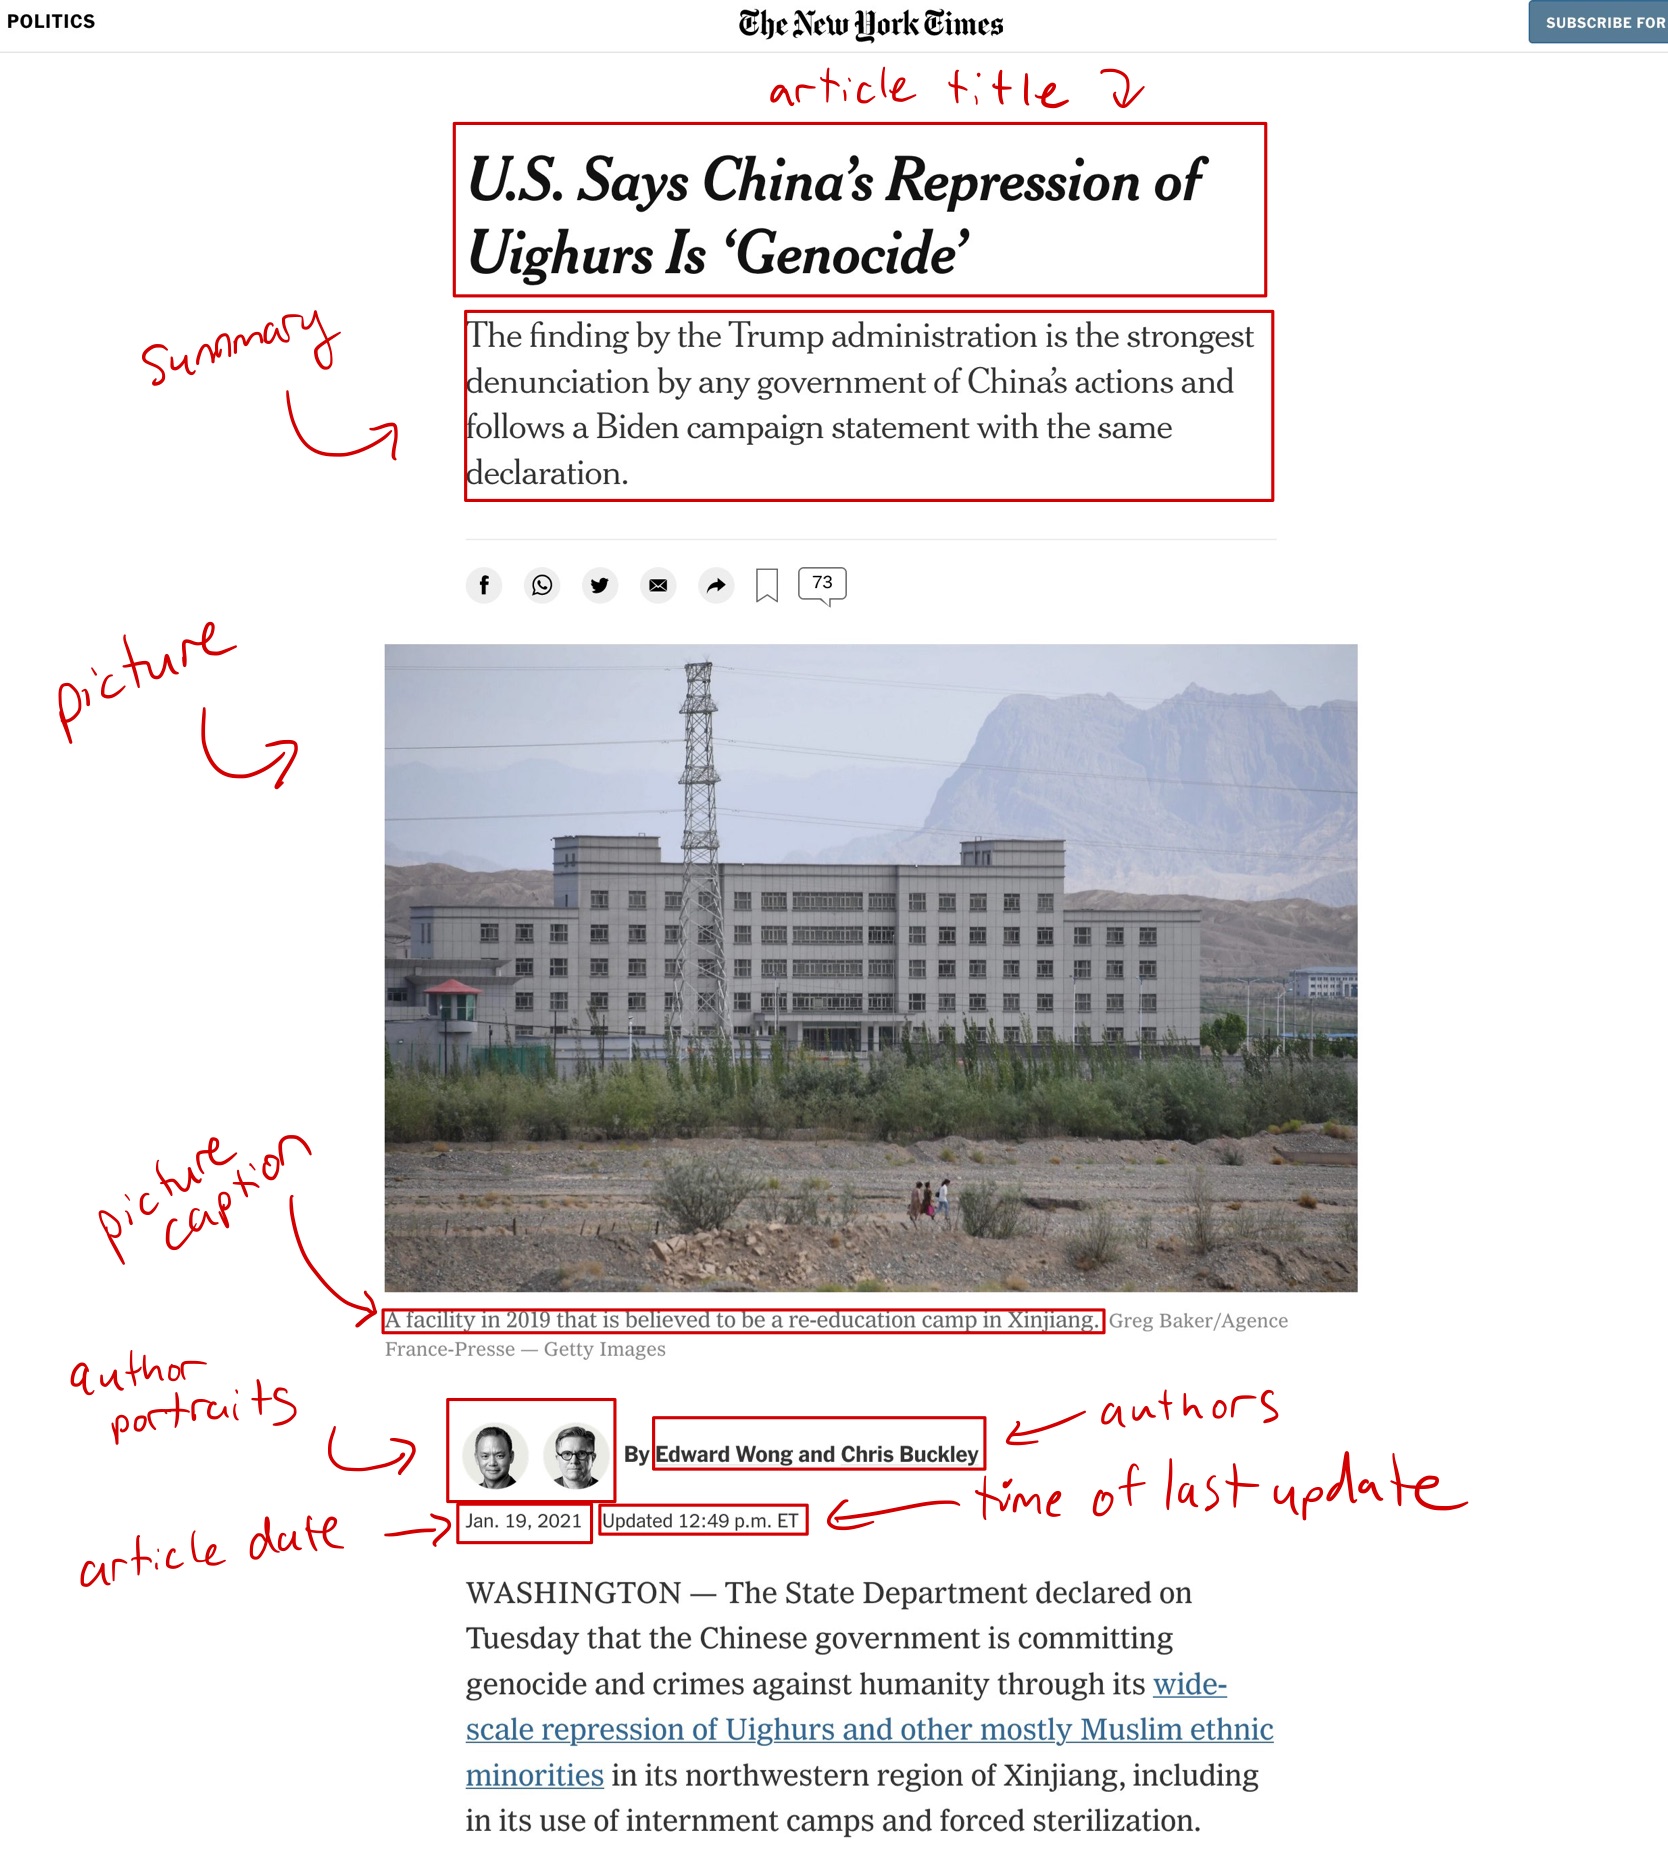 POLITICS
The New York Times
SUBSCRIBE FOR
article title
U.S. Says China's Repression of
Uighurs Is 'Genocide'
summary
The finding by the Trump administration is the strongest
denunciation by any government of China's actions and
follows a Biden campaign statement with the same
declaration.
73
picture
picture
caption
A facility in 2019 that is believed to be a re-education camp in Xinjiang. Greg Baker/Agence
France-Presse — Getty Images
author
portraits
By Edward Wong and Chris Buckley
authors
article date
Jan. 19, 2021 Updated 12:49 p.m. ET
time of last update
WASHINGTON — The State Department declared on
Tuesday that the Chinese government is committing
genocide and crimes against humanity through its wide-
scale repression of Uighurs and other mostly Muslim ethnic
minorities in its northwestern region of Xinjiang, including
in its use of internment camps and forced sterilization.